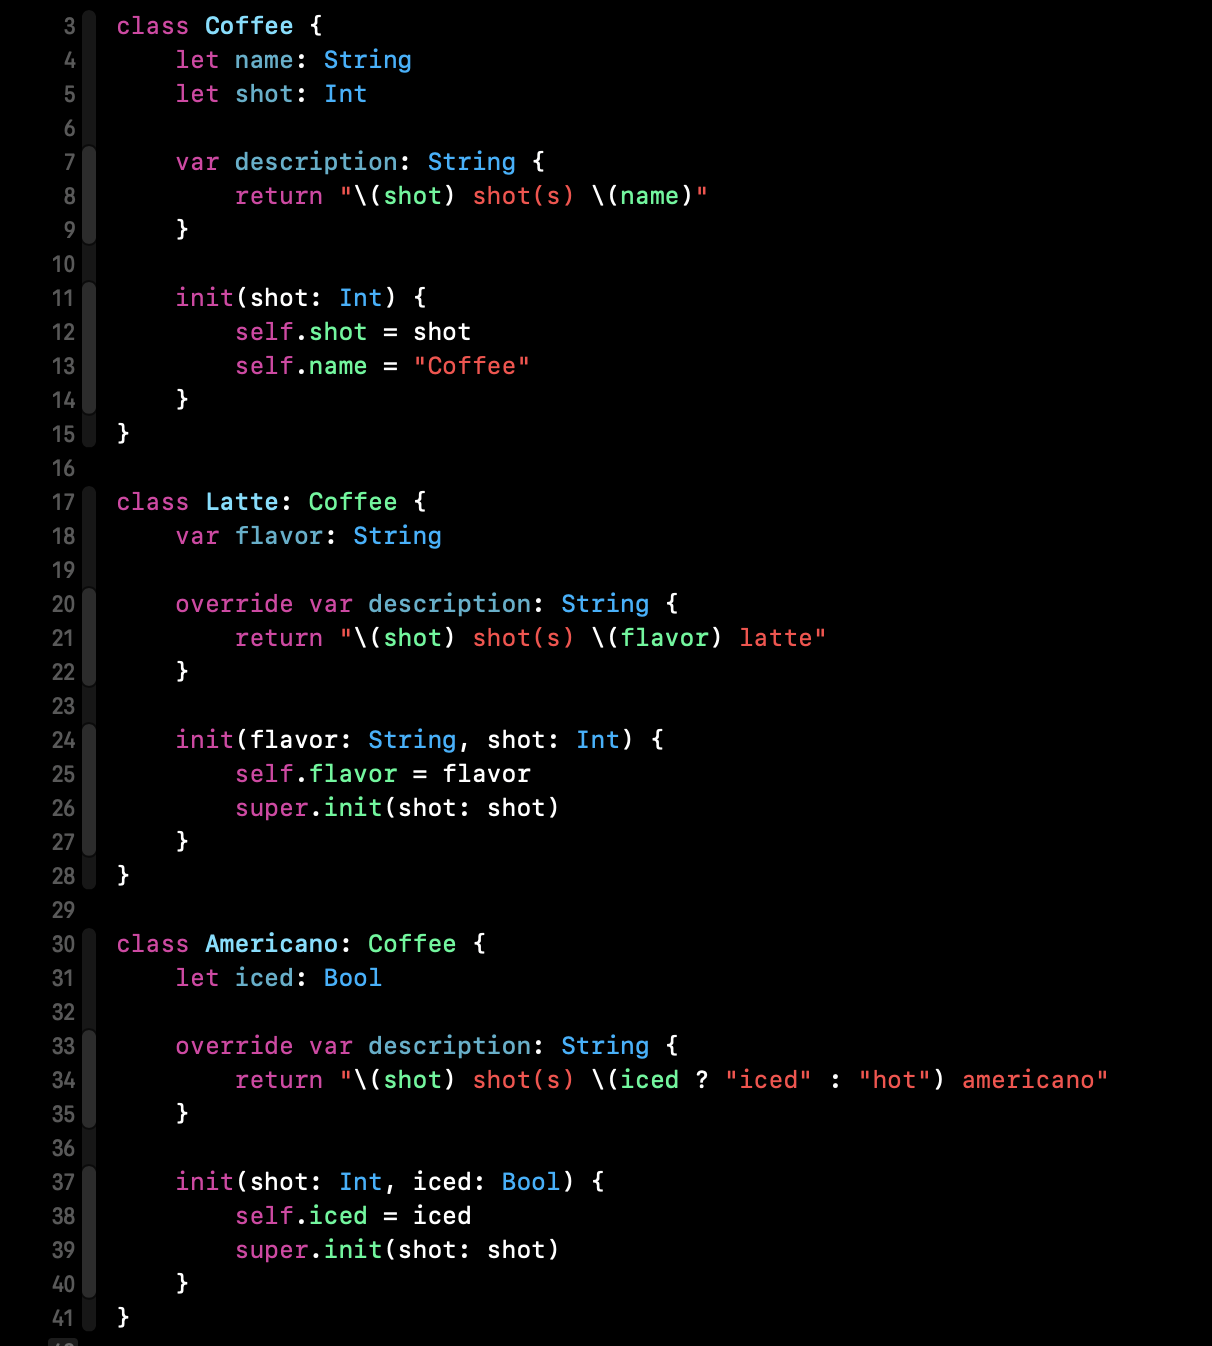 3 class Coffee {
4     let name: String
5     let shot: Int
6
7     var description: String {
8         return "\(shot) shot(s) \(name)"
9     }
10
11     init(shot: Int) {
12         self.shot = shot
13         self.name = "Coffee"
14     }
15 }
16
17 class Latte: Coffee {
18     var flavor: String
19
20     override var description: String {
21         return "\(shot) shot(s) \(flavor) latte"
22     }
23
24     init(flavor: String, shot: Int) {
25         self.flavor = flavor
26         super.init(shot: shot)
27     }
28 }
29
30 class Americano: Coffee {
31     let iced: Bool
32
33     override var description: String {
34         return "\(shot) shot(s) \(iced ? "iced" : "hot") americano"
35     }
36
37     init(shot: Int, iced: Bool) {
38         self.iced = iced
39         super.init(shot: shot)
40     }
41 }